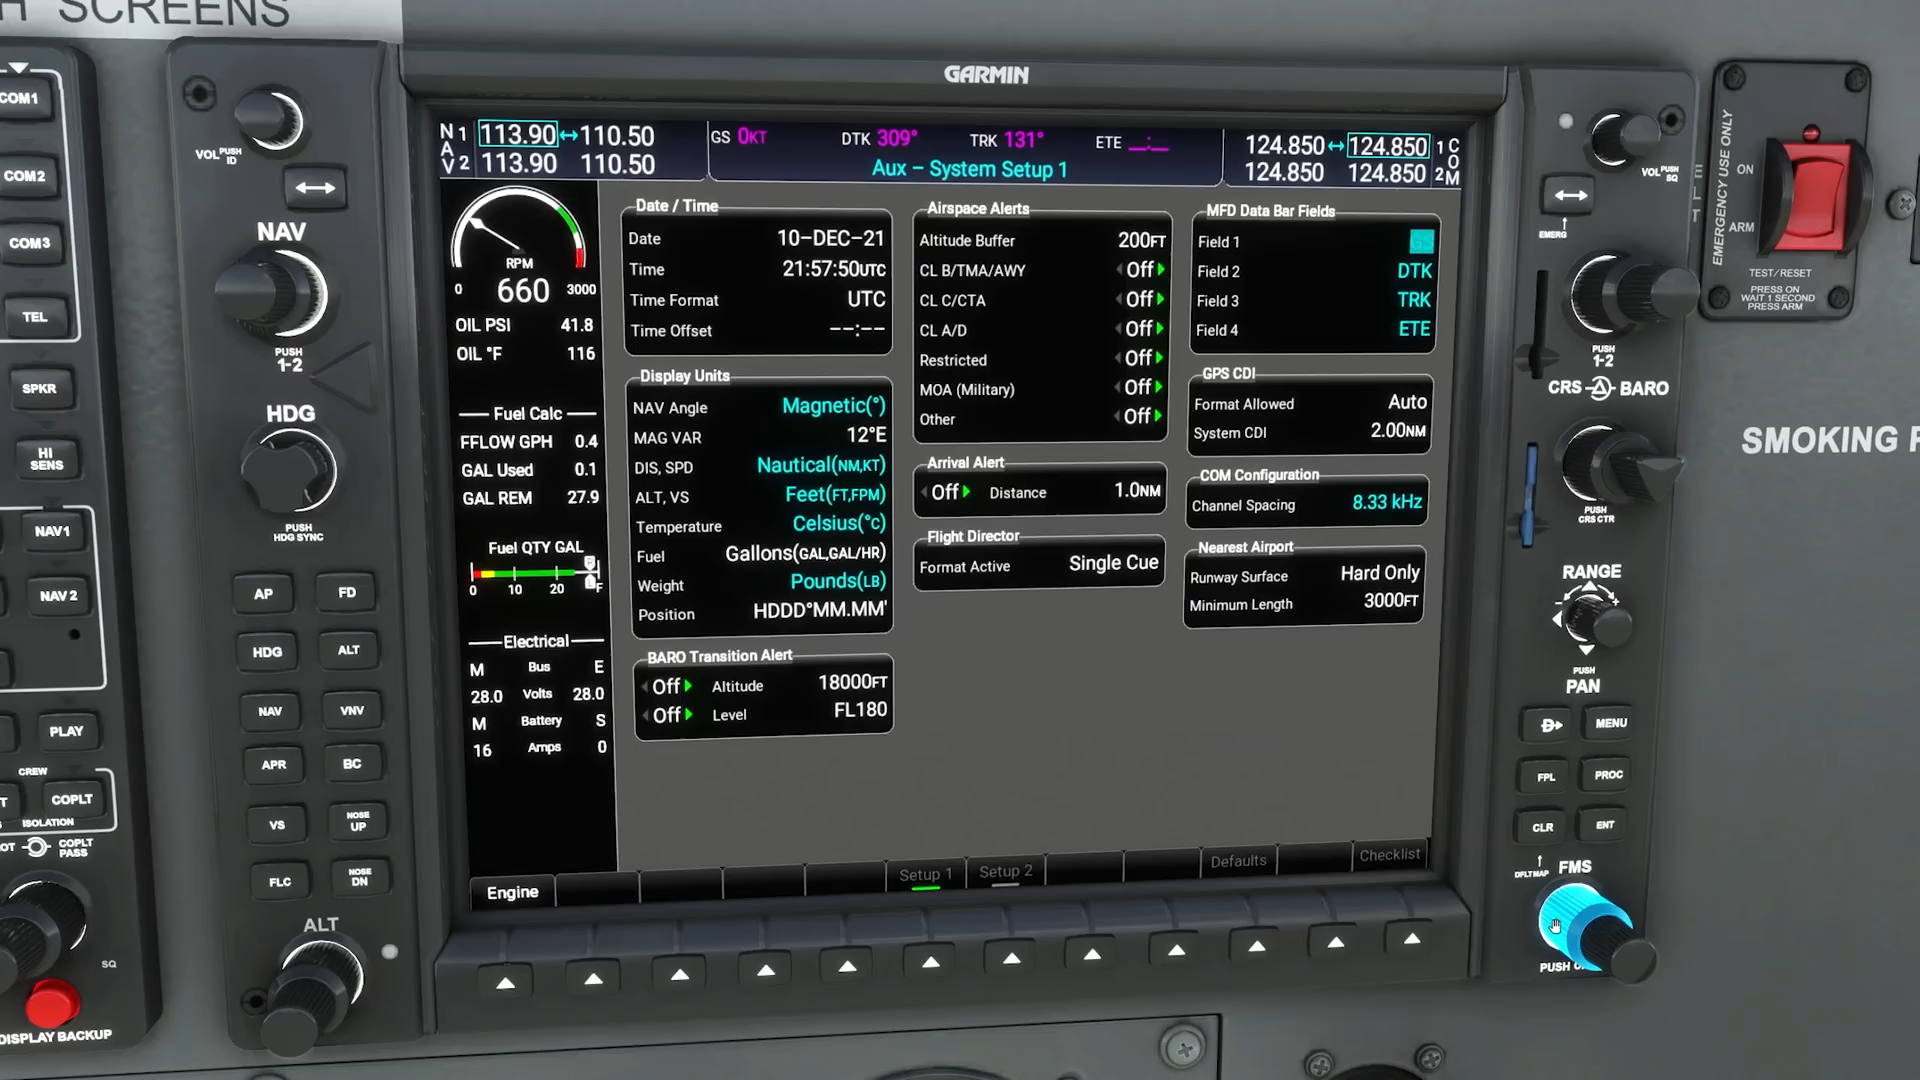 H SCREENS
GARMIN
COM1
COM2
COM3
TEL
SPKR
HI
SENS
NAV1
NAV 2
PLAY
CREW
COPLT
ISOLATION
COPLT
PASS
SQ
DISPLAY BACKUP
VOL PUSH
ID
NAV
PUSH
1-2
HDG
PUSH
HDG SYNC
AP FD
HDG ALT
NAV VNV
APR BC
VS NOSE UP
FLC NOSE DN
ALT
N 1 113.90↔110.50
A
V 2 113.90 110.50
GS 0KT DTK 309° TRK 131° ETE __:__
Aux – System Setup 1
124.850↔124.850 1 C
O
124.850 124.850 2 M
RPM
0 660 3000
OIL PSI 41.8
OIL °F 116
Fuel Calc
FFLOW GPH 0.4
GAL Used 0.1
GAL REM 27.9
Fuel QTY GAL
0 10 20 F
Electrical
M Bus E
28.0 Volts 28.0
M Battery S
16 Amps 0
Date / Time
Date 10-DEC-21
Time 21:57:50UTC
Time Format UTC
Time Offset --:--
Display Units
NAV Angle Magnetic(°)
MAG VAR 12°E
DIS, SPD Nautical(NM,KT)
ALT, VS Feet(FT,FPM)
Temperature Celsius(°C)
Fuel Gallons(GAL,GAL/HR)
Weight Pounds(LB)
Position HDDD°MM.MM'
BARO Transition Alert
Off Altitude 18000FT
Off Level FL180
Airspace Alerts
Altitude Buffer 200FT
CL B/TMA/AWY Off
CL C/CTA Off
CL A/D Off
Restricted Off
MOA (Military) Off
Other Off
Arrival Alert
Off Distance 1.0NM
Flight Director
Format Active Single Cue
MFD Data Bar Fields
Field 1 GS
Field 2 DTK
Field 3 TRK
Field 4 ETE
GPS CDI
Format Allowed Auto
System CDI 2.00NM
COM Configuration
Channel Spacing 8.33 kHz
Nearest Airport
Runway Surface Hard Only
Minimum Length 3000FT
Engine Setup 1 Setup 2 Defaults Checklist
VOL PUSH
SQ
EMERG
PUSH
1-2
CRS BARO
PUSH
CRS CTR
RANGE
- +
PUSH
PAN
MENU
FPL PROC
CLR ENT
DFLT MAP FMS
EMERGENCY USE ONLY
ON
ARM
E
L
T
TEST/RESET
PRESS ON
WAIT 1 SECOND
PRESS ARM
SMOKING